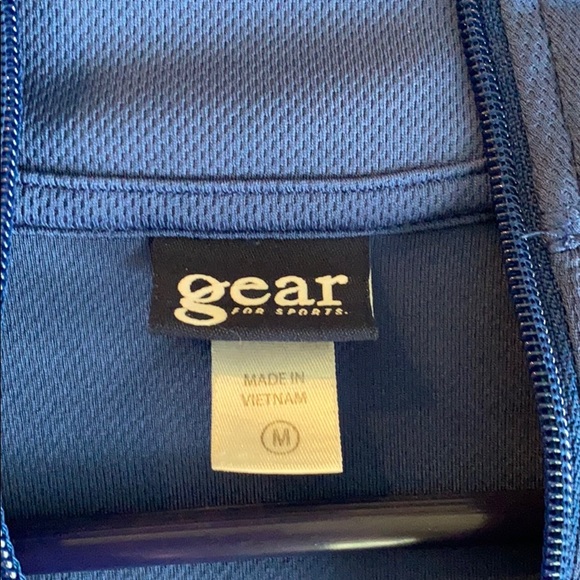 gear
FOR SPORTS.
MADE IN
VIETNAM
M